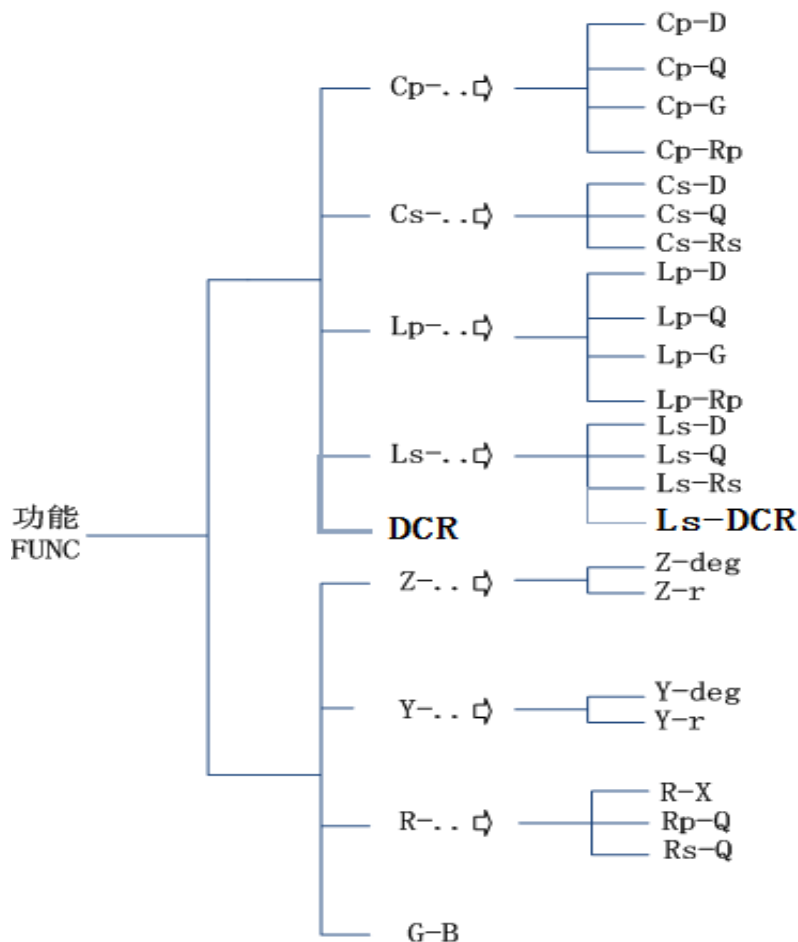 功能
FUNC
Cp-..⇨
Cp-D
Cp-Q
Cp-G
Cp-Rp
Cs-..⇨
Cs-D
Cs-Q
Cs-Rs
Lp-..⇨
Lp-D
Lp-Q
Lp-G
Lp-Rp
Ls-..⇨
Ls-D
Ls-Q
Ls-Rs
Ls-DCR
DCR
Z-..⇨
Z-deg
Z-r
Y-..⇨
Y-deg
Y-r
R-..⇨
R-X
Rp-Q
Rs-Q
G-B